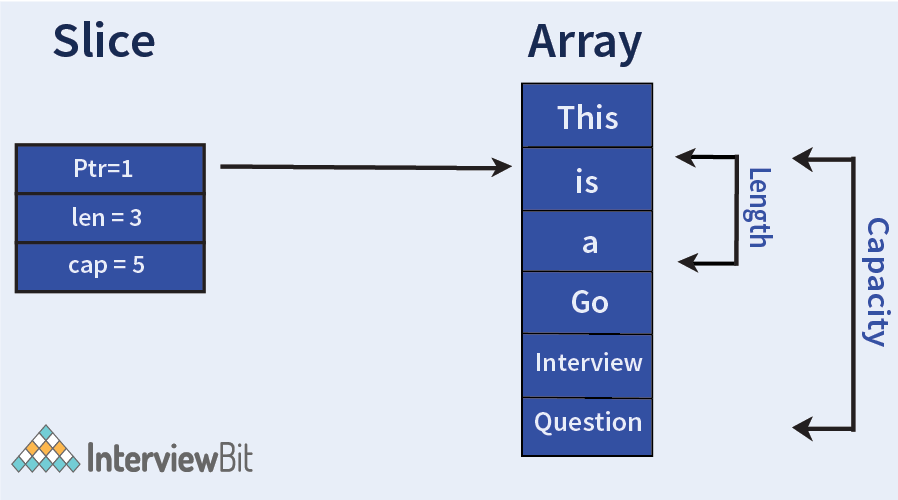 Slice
Array
Ptr=1
len = 3
cap = 5
This
is
a
Go
Interview
Question
Length
Capacity
InterviewBit